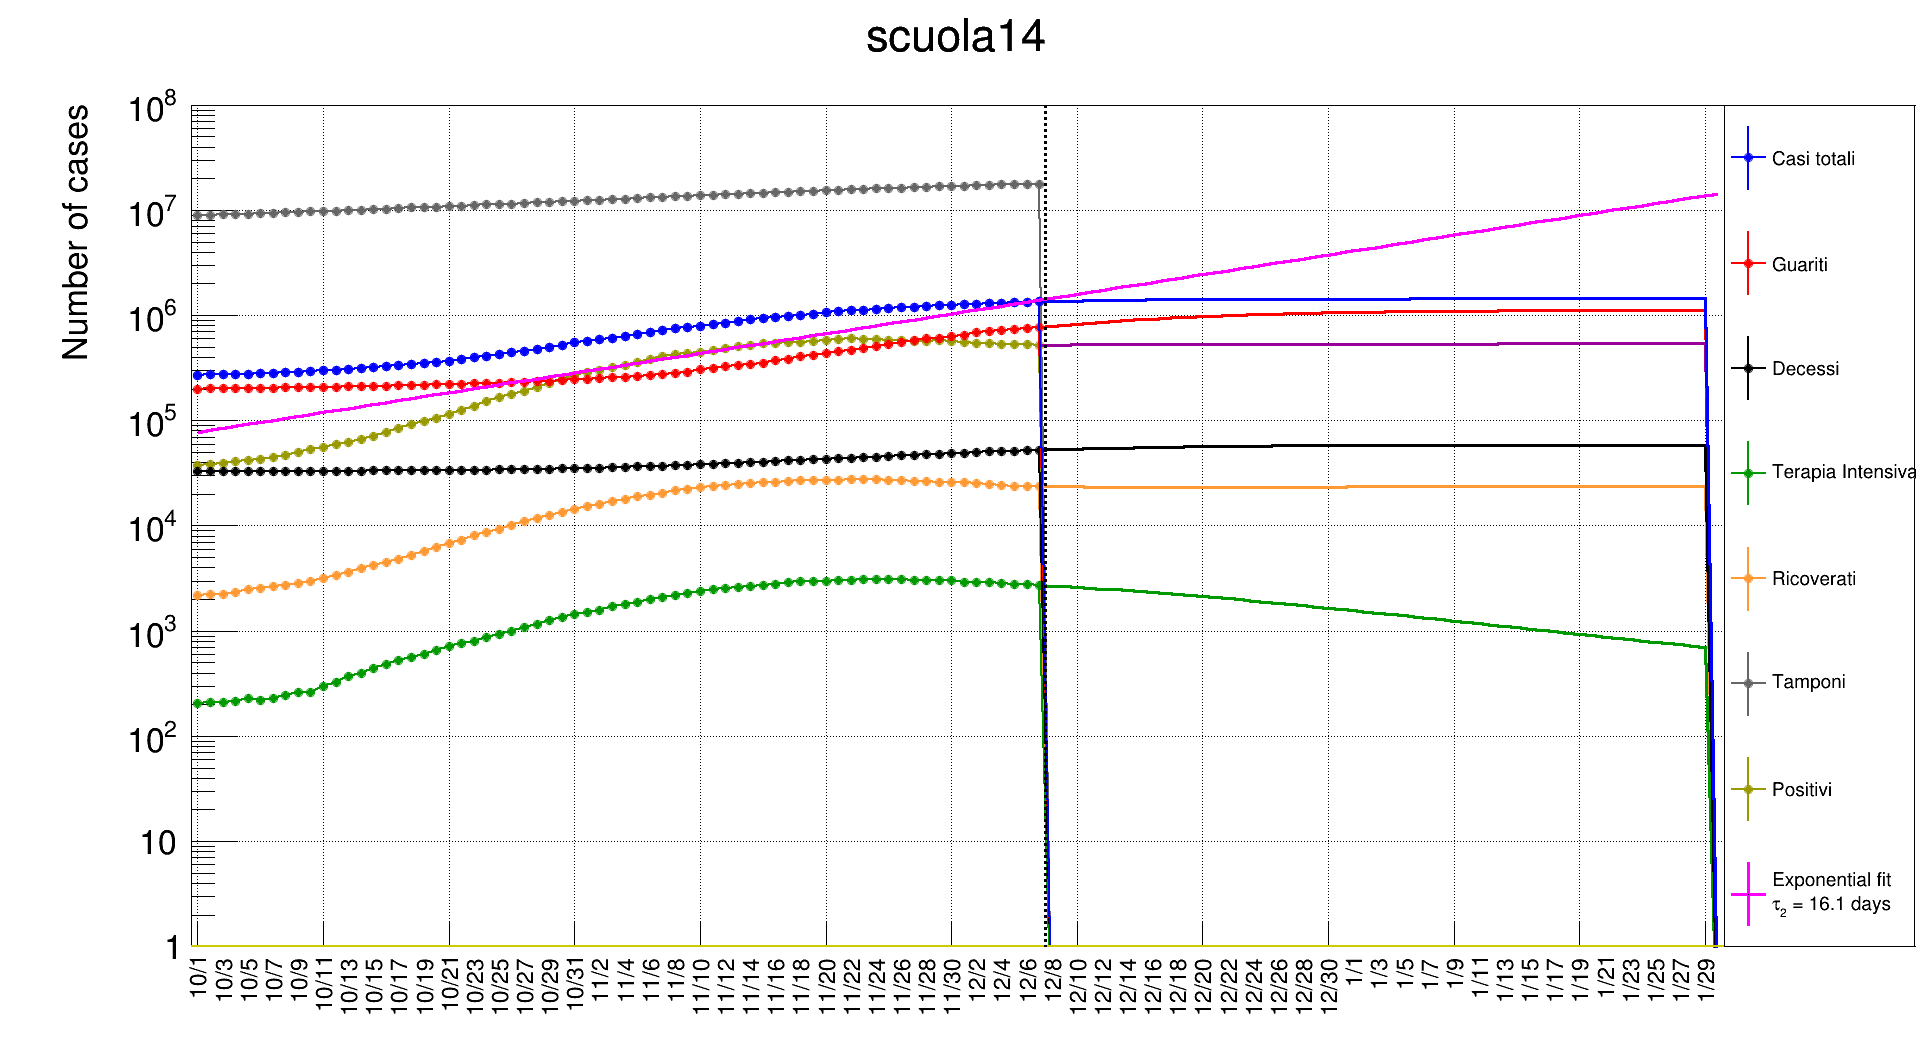 scuola14
Number of cases
10^8
10^7
10^6
10^5
10^4
10^3
10^2
10
1
10/1 10/3 10/5 10/7 10/9 10/11 10/13 10/15 10/17 10/19 10/21 10/23 10/25 10/27 10/29 10/31 11/2 11/4 11/6 11/8 11/10 11/12 11/14 11/16 11/18 11/20 11/22 11/24 11/26 11/28 11/30 12/2 12/4 12/6 12/8 12/10 12/12 12/14 12/16 12/18 12/20 12/22 12/24 12/26 12/28 12/30 1/1 1/3 1/5 1/7 1/9 1/11 1/13 1/15 1/17 1/19 1/21 1/23 1/25 1/27 1/29
Casi totali
Guariti
Decessi
Terapia Intensiva
Ricoverati
Tamponi
Positivi
Exponential fit
τ₂ = 16.1 days